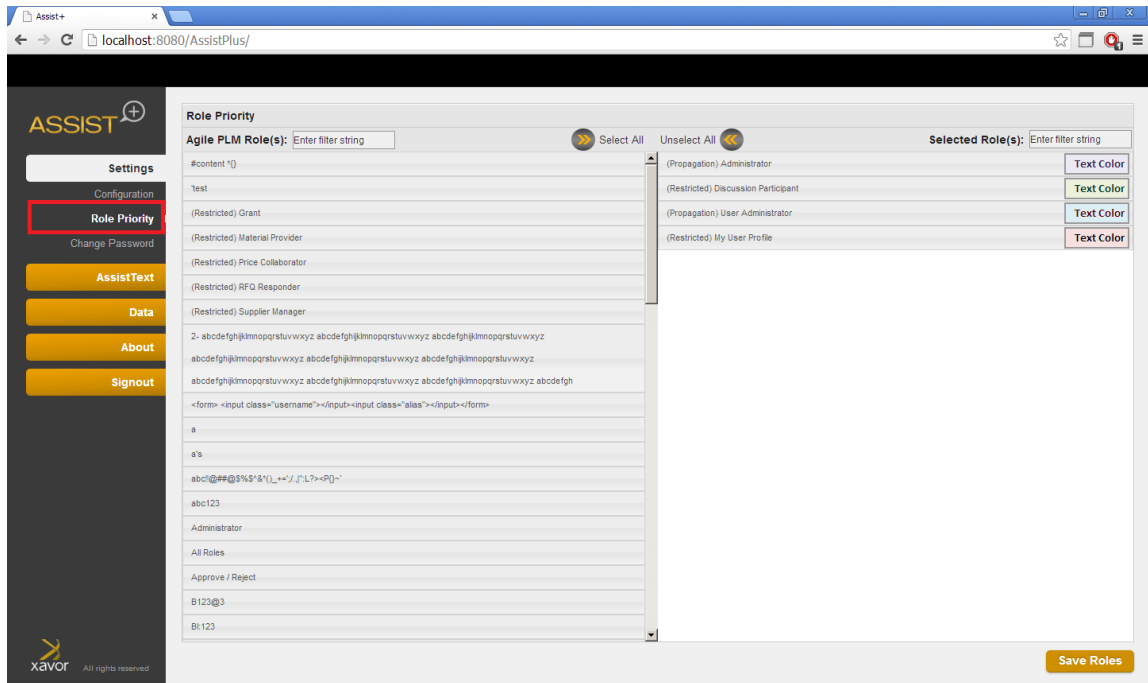 Assist+
localhost:8080/AssistPlus/
ASSIST
Settings
Configuration
Role Priority
Change Password
AssistText
Data
About
Signout
xavor All rights reserved
Role Priority
Agile PLM Role(s): Enter filter string Select All Unselect All Selected Role(s): Enter filter string
#content *{}
'test
(Restricted) Grant
(Restricted) Material Provider
(Restricted) Price Collaborator
(Restricted) RFQ Responder
(Restricted) Supplier Manager
2- abcdefghijklmnopqrstuvwxyz abcdefghijklmnopqrstuvwxyz abcdefghijklmnopqrstuvwxyz
abcdefghijklmnopqrstuvwxyz abcdefghijklmnopqrstuvwxyz abcdefghijklmnopqrstuvwxyz
abcdefghijklmnopqrstuvwxyz abcdefghijklmnopqrstuvwxyz abcdefghijklmnopqrstuvwxyz abcdefgh
<form> <input class="username"></input><input class="alias"></input></form>
a
a's
abc123
Administrator
All Roles
Approve / Reject
B123@3
BI:123
(Propagation) Administrator Text Color
(Restricted) Discussion Participant Text Color
(Propagation) User Administrator Text Color
(Restricted) My User Profile Text Color
Save Roles